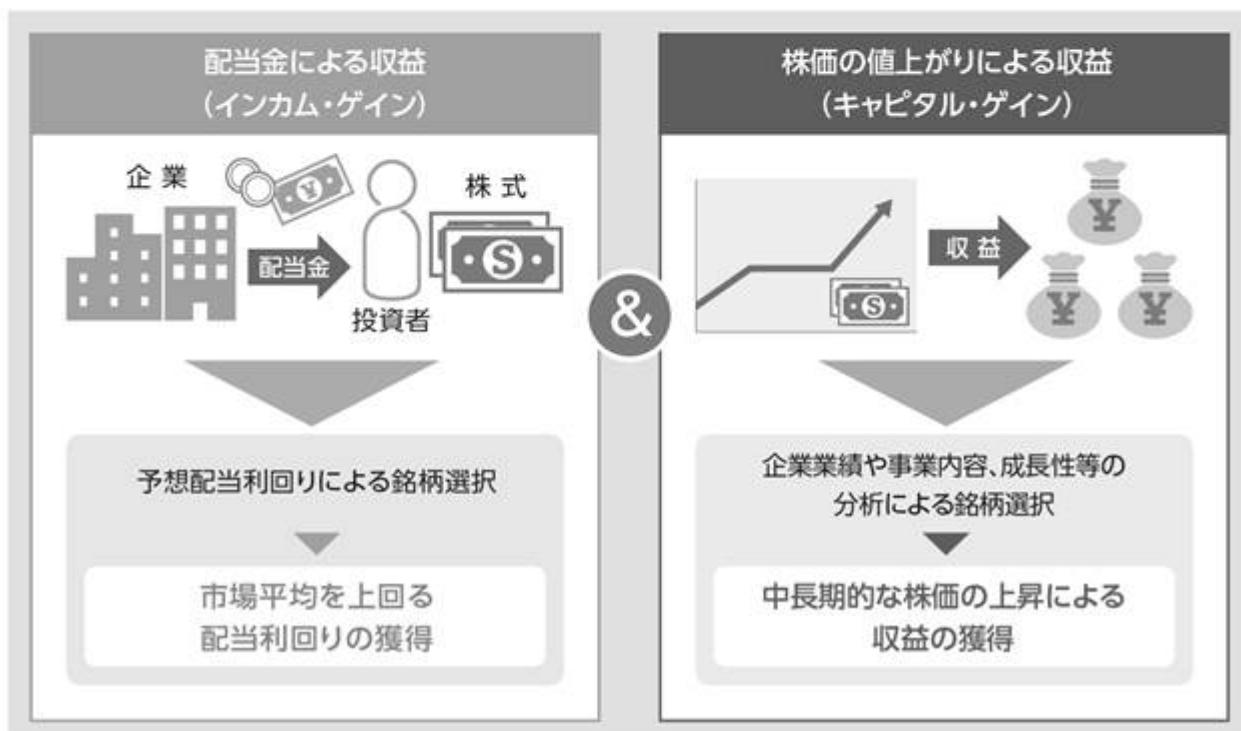 配当金による収益
（インカム・ゲイン）
企業
株式
配当金
投資者
予想配当利回りによる銘柄選択
市場平均を上回る
配当利回りの獲得
&
株価の値上がりによる収益
（キャピタル・ゲイン）
収益
企業業績や事業内容、成長性等の
分析による銘柄選択
中長期的な株価の上昇による
収益の獲得